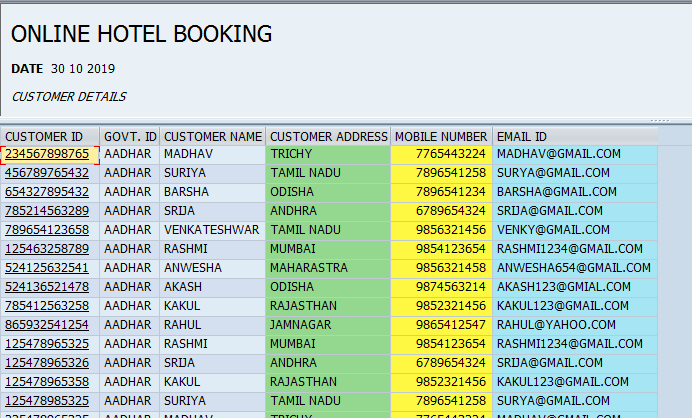 ONLINE HOTEL BOOKING
DATE 30 10 2019
CUSTOMER DETAILS
CUSTOMER ID GOVT. ID CUSTOMER NAME CUSTOMER ADDRESS MOBILE NUMBER EMAIL ID
234567898765 AADHAR MADHAV TRICHY 7765443224 MADHAV@GMAIL.COM
456789765432 AADHAR SURIYA TAMIL NADU 7896541258 SURYA@GMAIL.COM
654327895432 AADHAR BARSHA ODISHA 7896541234 BARSHA@GMAIL.COM
785214563289 AADHAR SRIJA ANDHRA 6789654324 SRIJA@GMAIL.COM
789654123658 AADHAR VENKATESHWAR TAMIL NADU 9856321456 VENKY@GMAIL.COM
125463258789 AADHAR RASHMI MUMBAI 9854123654 RASHMI1234@GMAIL.COM
524125632541 AADHAR ANWESHA MAHARASTRA 9856321458 ANWESHA654@GMAIL.COM
524136521478 AADHAR AKASH ODISHA 9874563214 AKASH123@GMIAL.COM
785412563258 AADHAR KAKUL RAJASTHAN 9852321456 KAKUL123@GMAIL.COM
865932541254 AADHAR RAHUL JAMNAGAR 9865412547 RAHUL@YAHOO.COM
125478965325 AADHAR RASHMI MUMBAI 9854123654 RASHMI1234@GMAIL.COM
125478965326 AADHAR SRIJA ANDHRA 6789654324 SRIJA@GMAIL.COM
125478965358 AADHAR KAKUL RAJASTHAN 9852321456 KAKUL123@GMAIL.COM
125478985325 AADHAR SURIYA TAMIL NADU 7896541258 SURYA@GMAIL.COM